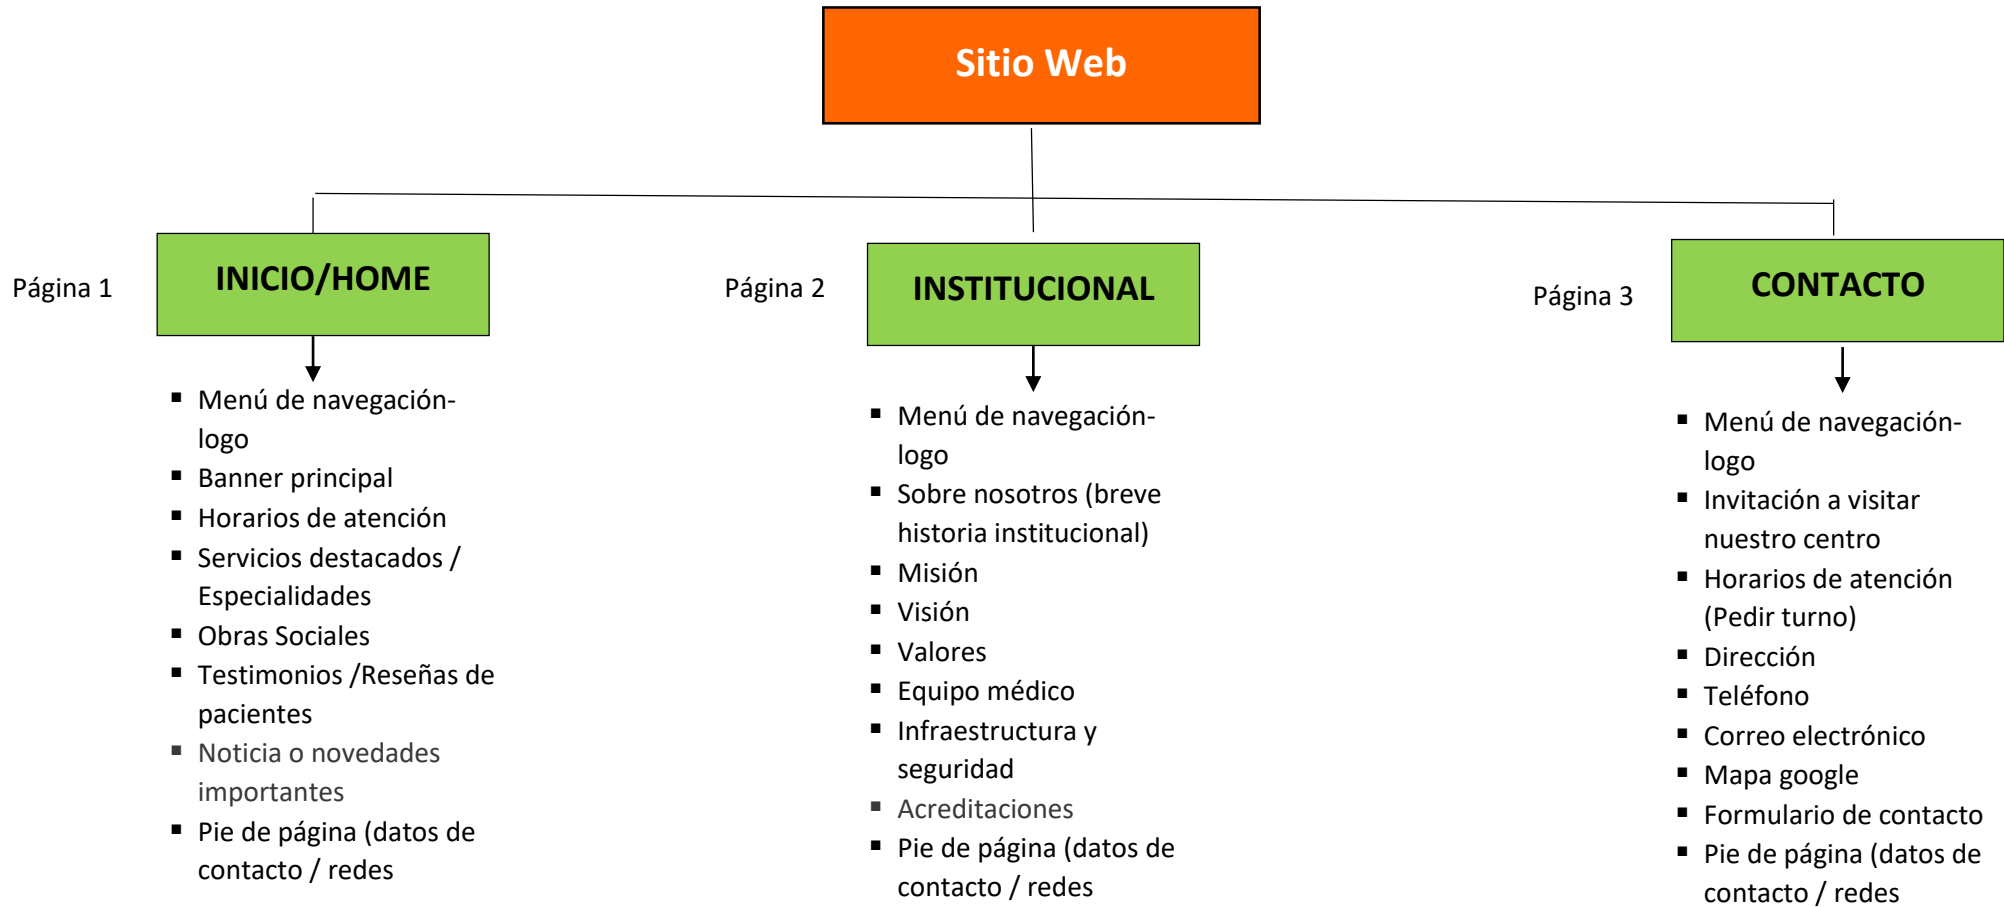 Sitio Web
Página 1
INICIO/HOME
▪ Menú de navegación-
logo
▪ Banner principal
▪ Horarios de atención
▪ Servicios destacados /
Especialidades
▪ Obras Sociales
▪ Testimonios /Reseñas de
pacientes
▪ Noticia o novedades
importantes
▪ Pie de página (datos de
contacto / redes
Página 2
INSTITUCIONAL
▪ Menú de navegación-
logo
▪ Sobre nosotros (breve
historia institucional)
▪ Misión
▪ Visión
▪ Valores
▪ Equipo médico
▪ Infraestructura y
seguridad
▪ Acreditaciones
▪ Pie de página (datos de
contacto / redes
Página 3
CONTACTO
▪ Menú de navegación-
logo
▪ Invitación a visitar
nuestro centro
▪ Horarios de atención
(Pedir turno)
▪ Dirección
▪ Teléfono
▪ Correo electrónico
▪ Mapa google
▪ Formulario de contacto
▪ Pie de página (datos de
contacto / redes